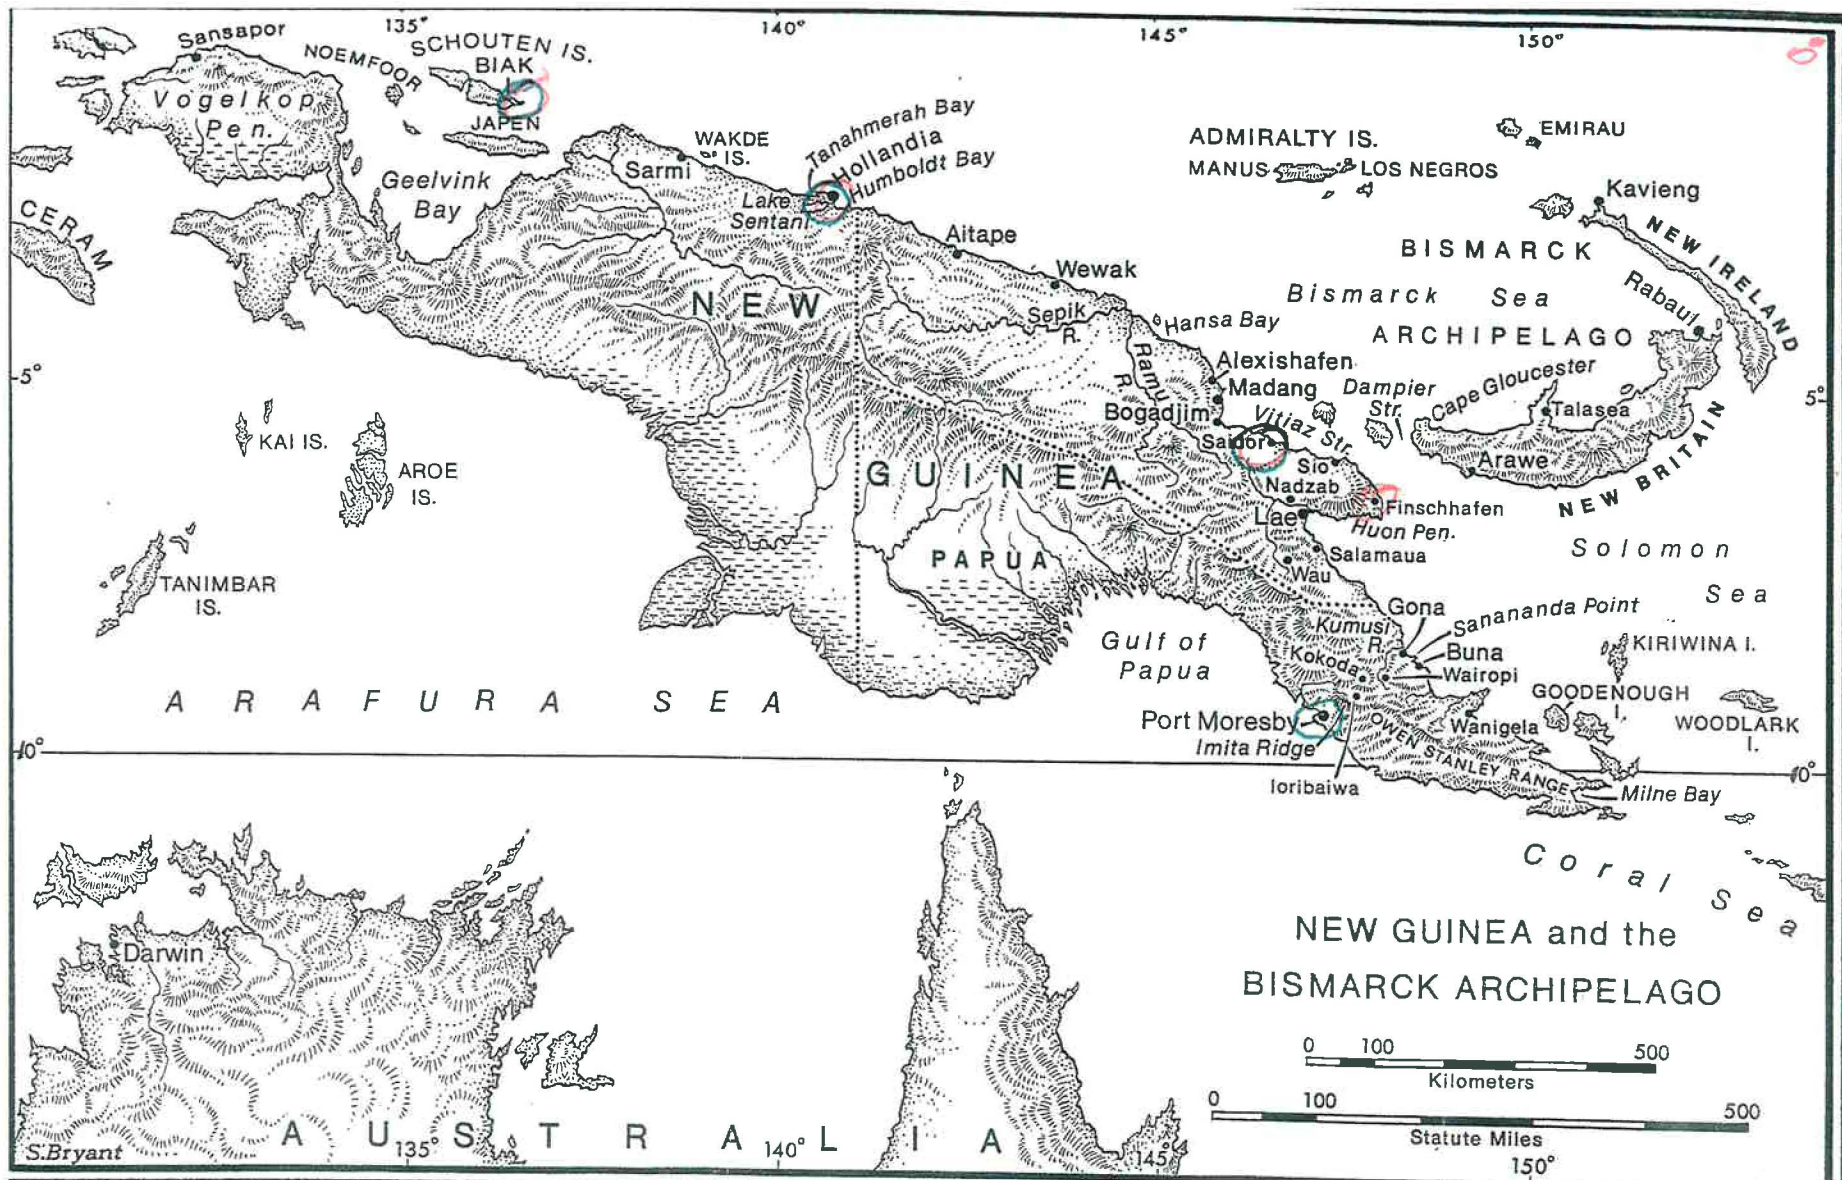 135°
140°
145°
150°
Sansapor
NOEMFOOR
SCHOUTEN IS.
BIAK
JAPEN
Vogelkop
Pen.
WAKDE
IS.
Sarmi
Tanahmerah Bay
Hollandia
Humboldt Bay
Lake
Sentani
Geelvink
Bay
CERAM
ADMIRALTY IS.
MANUS
LOS NEGROS
EMIRAU
Kavieng
NEW IRELAND
BISMARCK
Bismarck Sea
ARCHIPELAGO
Rabaul
Aitape
Wewak
Sepik
R.
Hansa Bay
Ramu
R.
NEW
GUINEA
Alexishafen
Madang
Bogadjim
Dampier
Str.
Vitiaz Str.
Cape Gloucester
Talasea
Arawe
NEW BRITAIN
5°
5°
KAI IS.
AROE
IS.
TANIMBAR
IS.
Saidor
Sio
Nadzab
Lae
Finschhafen
Huon Pen.
Salamaua
Wau
Solomon
Sea
PAPUA
Gulf of
Papua
Gona
Sanananda Point
Kumusi
R.
Buna
Kokoda
Wairopi
KIRIWINA I.
GOODENOUGH
I.
WOODLARK
I.
Wanigela
Port Moresby
Imita Ridge
Ioribaiwa
OWEN STANLEY RANGE
Milne Bay
ARAFURA SEA
10°
10°
Coral Sea
Darwin
AUSTRALIA
NEW GUINEA and the
BISMARCK ARCHIPELAGO
0 100 500
Kilometers
0 100 500
Statute Miles
S.Bryant
135°
140°
145°
150°